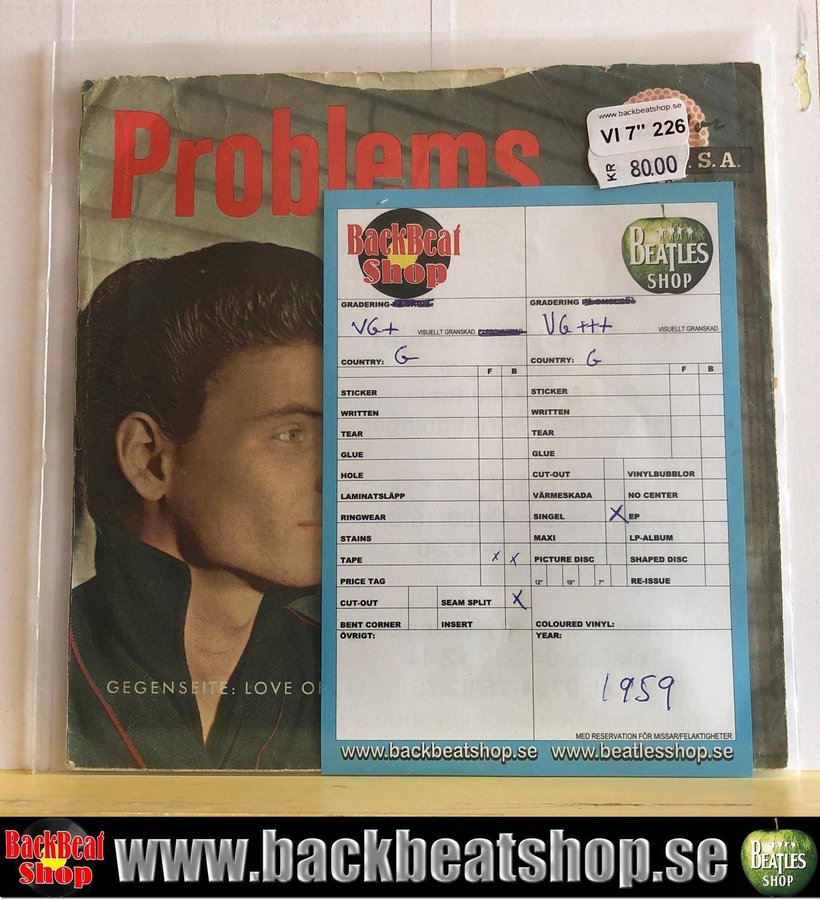 Problems
www.backbeatshop.se
VI 7" 226
KR 80.00
.S.A.
BackBeat
Shop
BEATLES
SHOP
GRADERING
GRADERING
VG+ VISUELLT GRANSKAD,
VG+++ VISUELLT GRANSKAD
COUNTRY: G
COUNTRY: G
F B
F B
STICKER
STICKER
WRITTEN
WRITTEN
TEAR
TEAR
GLUE
GLUE
HOLE
CUT-OUT VINYLBUBBLOR
LAMINATSLÄPP
VÄRMESKADA NO CENTER
RINGWEAR
SINGEL X EP
STAINS
MAXI LP-ALBUM
TAPE x x
PICTURE DISC SHAPED DISC
PRICE TAG
12" 10" 7" RE-ISSUE
CUT-OUT SEAM SPLIT X
BENT CORNER INSERT
COLOURED VINYL:
ÖVRIGT:
YEAR:
1959
MED RESERVATION FÖR MISSAR/FELAKTIGHETER
www.backbeatshop.se www.beatlesshop.se
GEGENSEITE: LOVE O
BackBeat
Shop
www.backbeatshop.se
BEATLES
SHOP